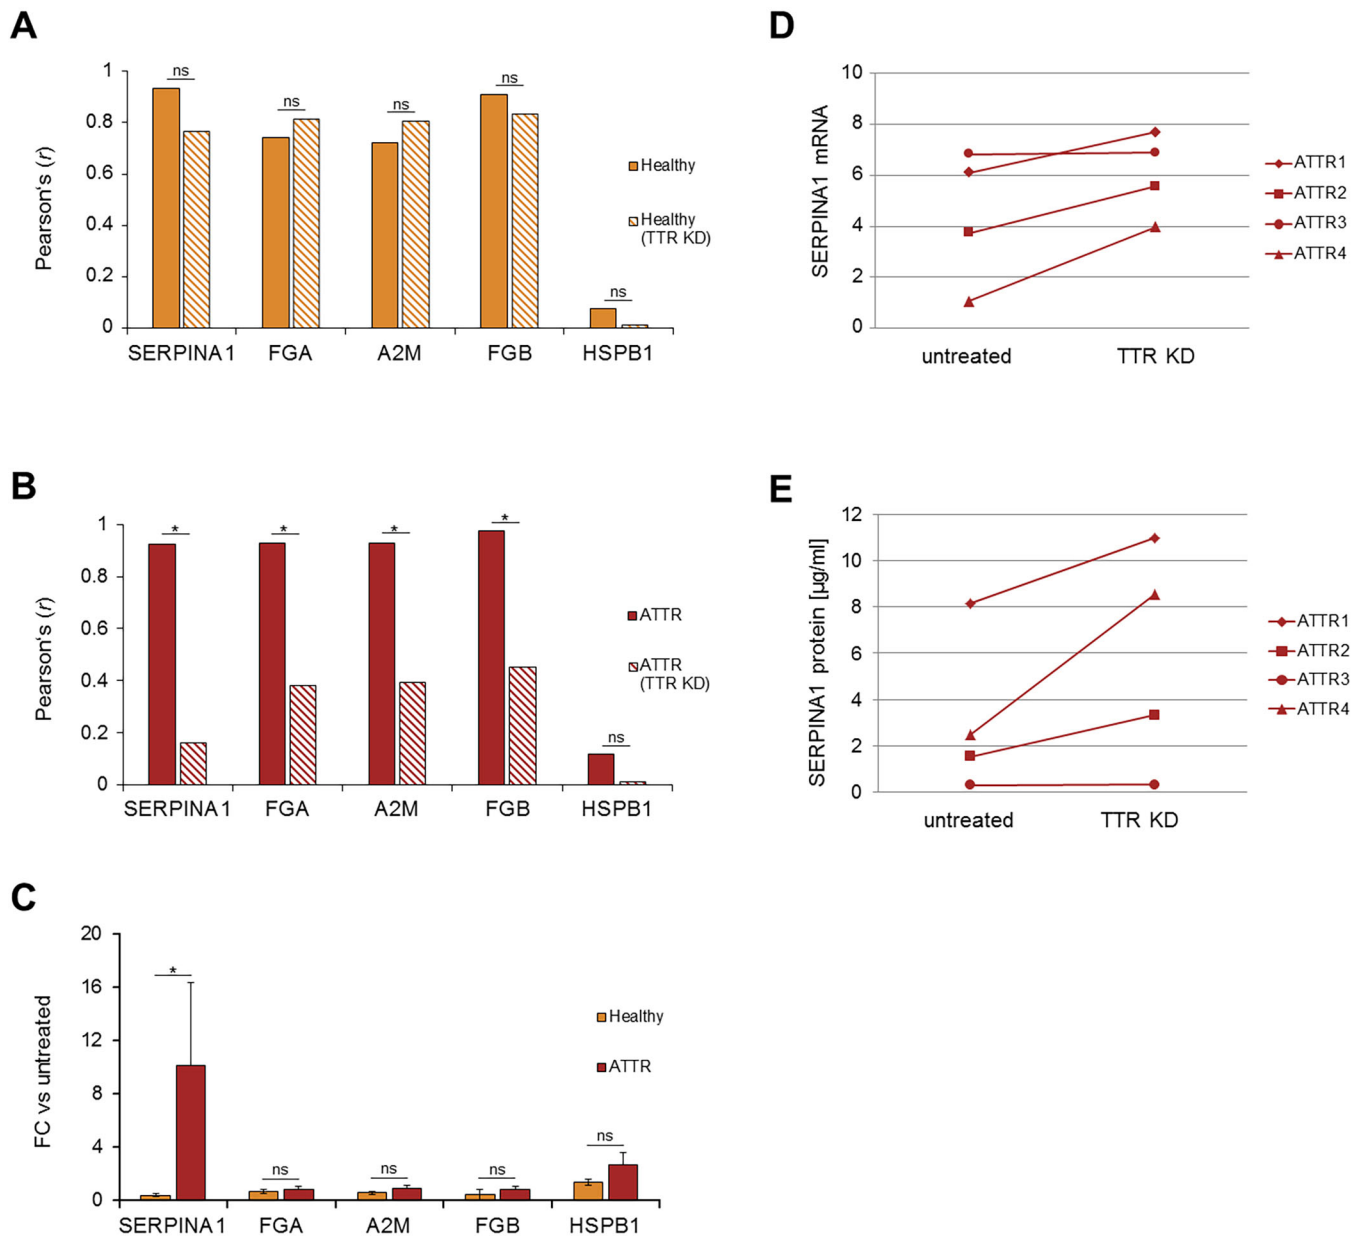 A
1
0.8
0.6
0.4
0.2
0
Pearson‘s (r)
ns
ns
ns
ns
ns
SERPINA1
FGA
A2M
FGB
HSPB1
Healthy
Healthy
(TTR KD)
B
1
0.8
0.6
0.4
0.2
0
Pearson‘s (r)
*
*
*
*
ns
SERPINA1
FGA
A2M
FGB
HSPB1
ATTR
ATTR
(TTR KD)
C
20
16
12
8
4
0
FC vs untreated
*
ns
ns
ns
ns
SERPINA1
FGA
A2M
FGB
HSPB1
Healthy
ATTR
D
10
8
6
4
2
0
SERPINA1 mRNA
untreated
TTR KD
ATTR1
ATTR2
ATTR3
ATTR4
E
12
10
8
6
4
2
0
SERPINA1 protein [µg/ml]
untreated
TTR KD
ATTR1
ATTR2
ATTR3
ATTR4